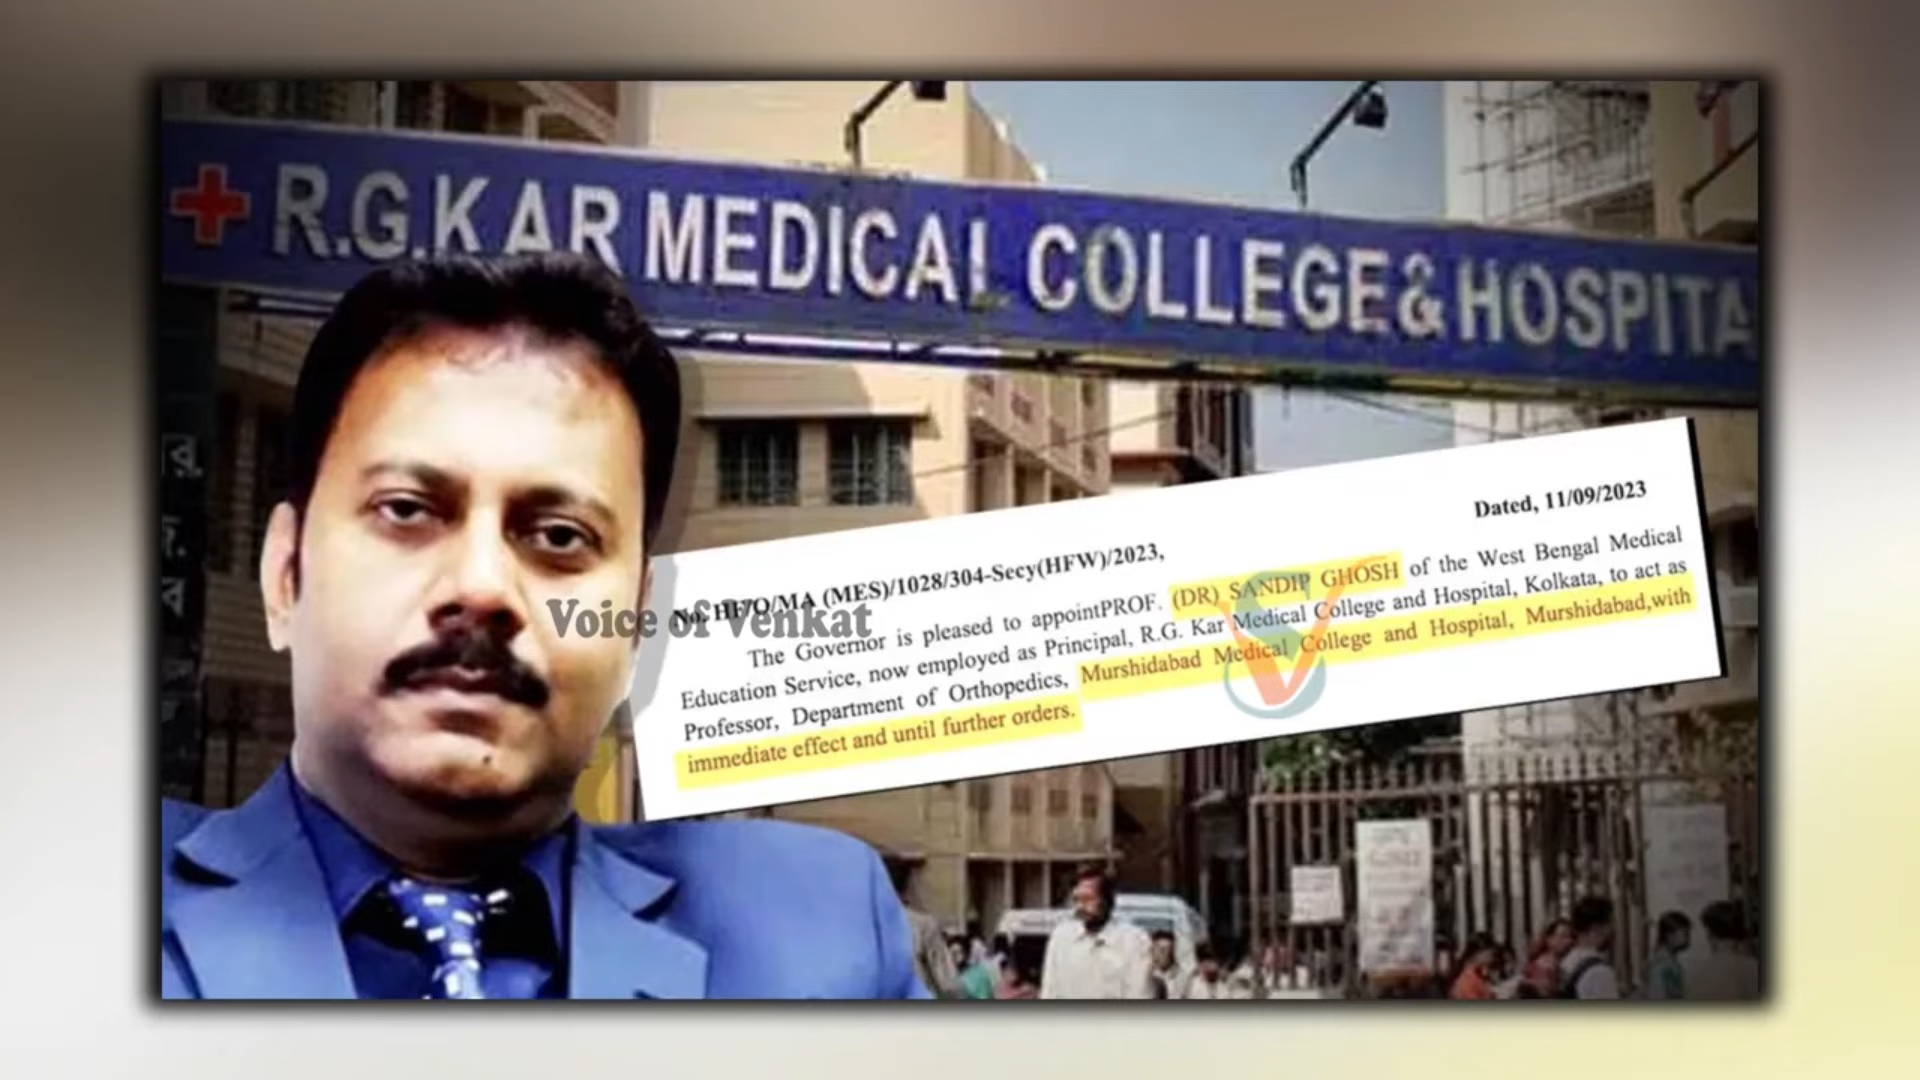 R.G.KAR MEDICAL COLLEGE & HOSPITA
Dated, 11/09/2023
No. HF/O/MA (MES)/1028/304-Secy(HFW)/2023,
The Governor is pleased to appointPROF. (DR) SANDIP GHOSH of the West Bengal Medical
Education Service, now employed as Principal, R.G. Kar Medical College and Hospital, Kolkata, to act as
Professor, Department of Orthopedics, Murshidabad Medical College and Hospital, Murshidabad,with
immediate effect and until further orders.
Voice of Venkat